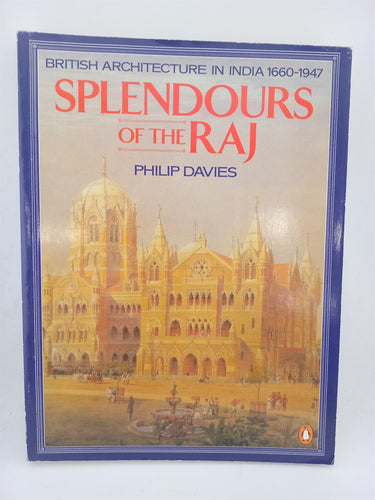 BRITISH ARCHITECTURE IN INDIA 1660-1947
SPLENDOURS
OF THE RAJ
PHILIP DAVIES